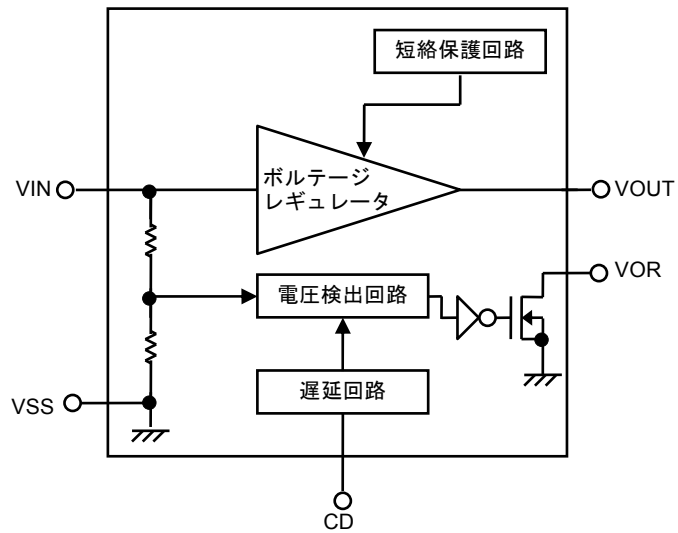 短絡保護回路
ボルテージ
レギュレータ
VIN
VOUT
VOR
電圧検出回路
遅延回路
VSS
CD